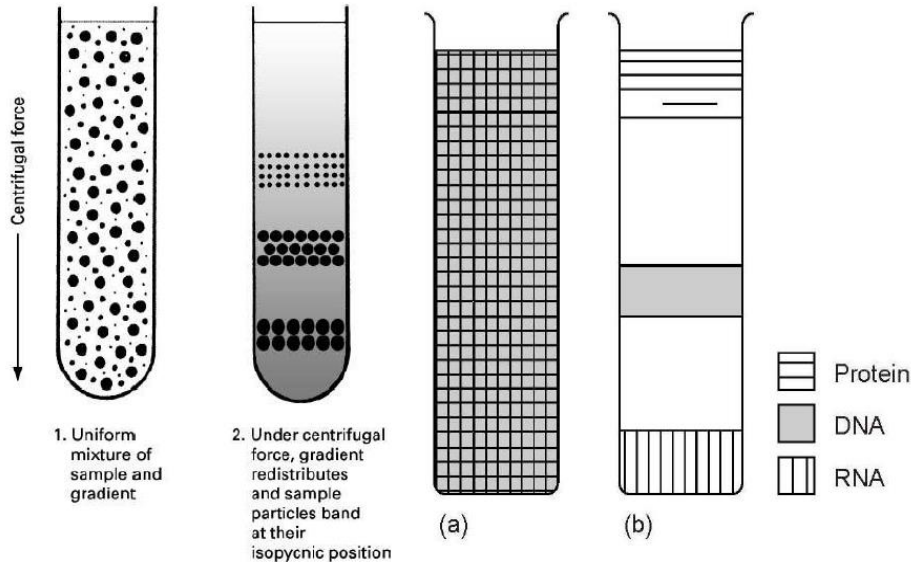 Centrifugal force
1. Uniform
mixture of
sample and
gradient
2. Under centrifugal
force, gradient
redistributes
and sample
particles band
at their
isopycnic position
(a)
(b)
Protein
DNA
RNA